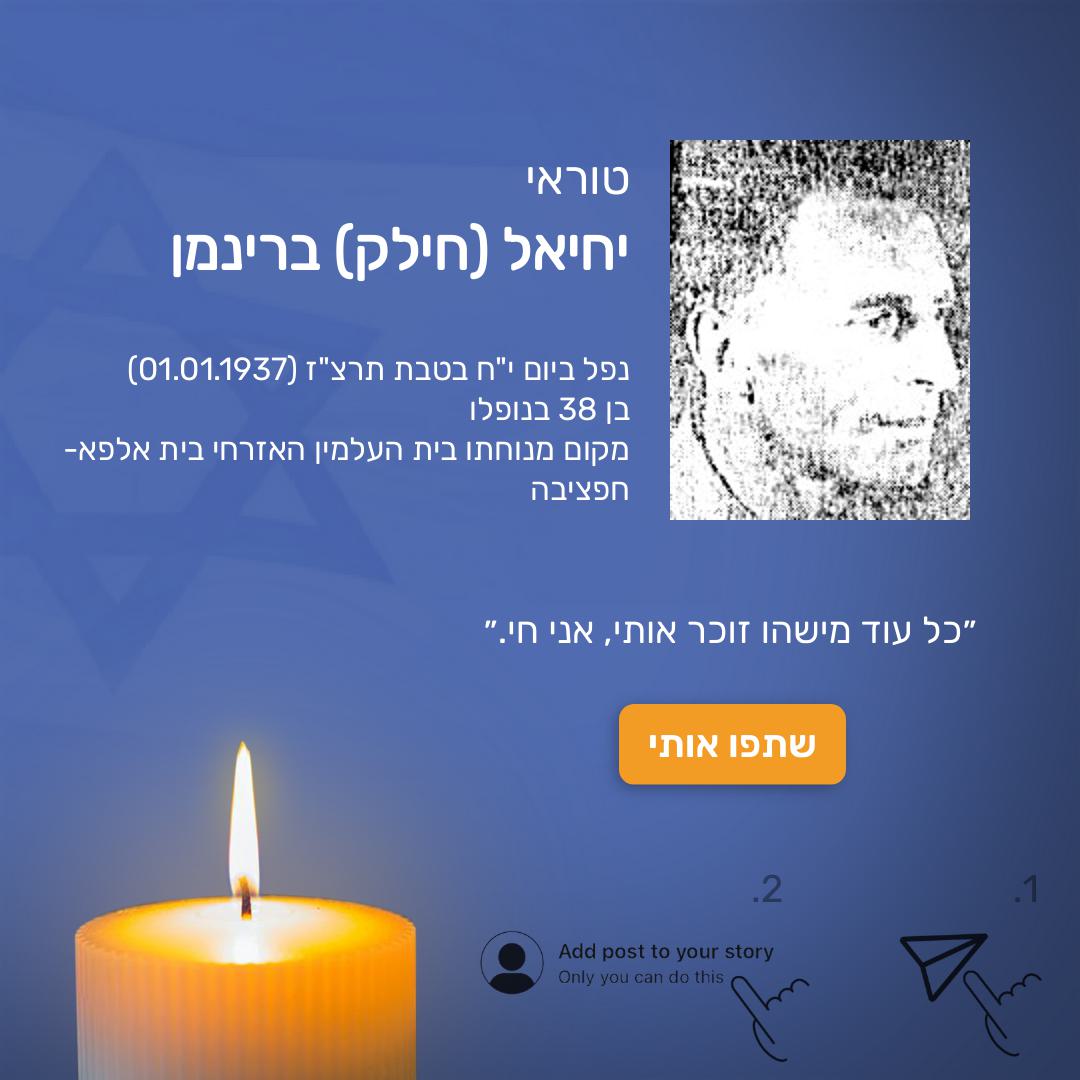 טוראי
יחיאל (חילק) ברינמן
נפל ביום י"ח בטבת תרצ"ז (01.01.1937)
בן 38 בנופלו
מקום מנוחתו בית העלמין האזרחי בית אלפא-
חפציבה
״כל עוד מישהו זוכר אותי, אני חי.״
שתפו אותי
1.
2.
Add post to your story
Only you can do this